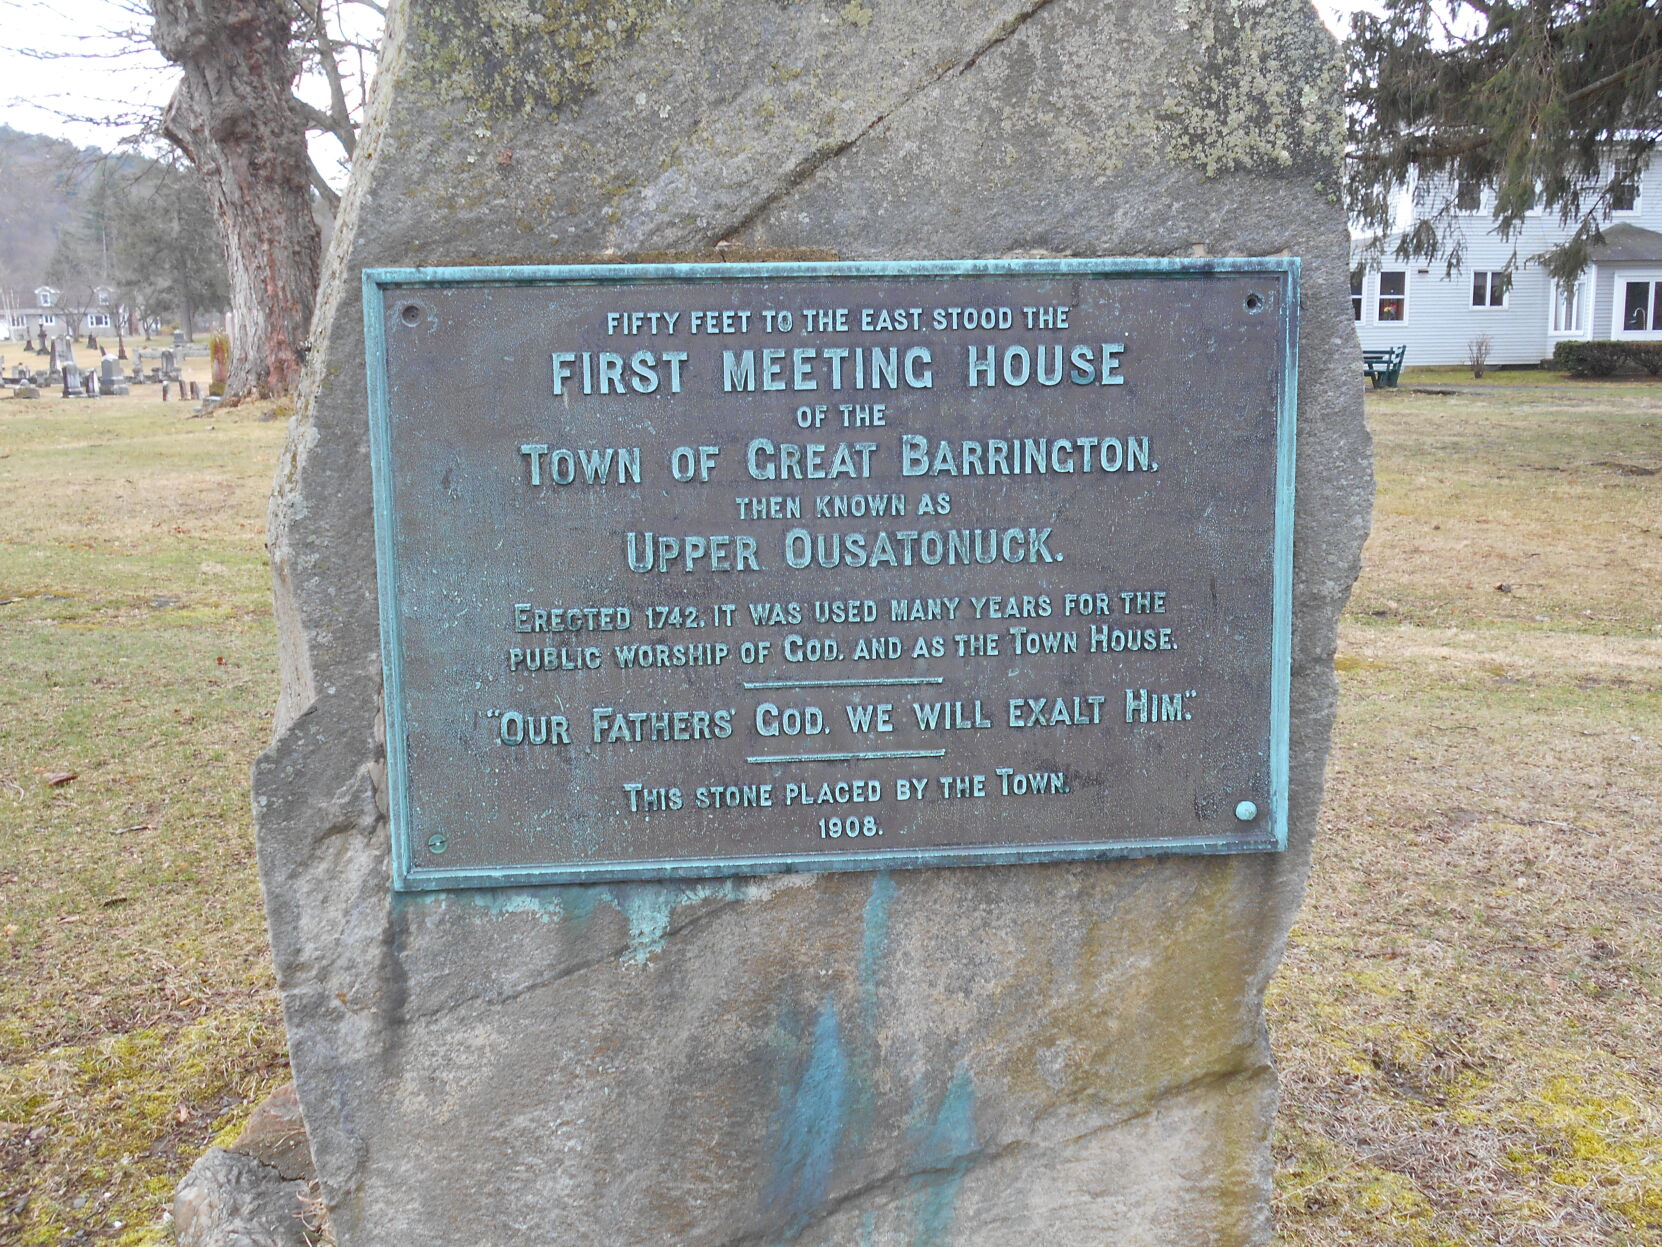 FIFTY FEET TO THE EAST STOOD THE
FIRST MEETING HOUSE
OF THE
TOWN OF GREAT BARRINGTON,
THEN KNOWN AS
UPPER OUSATONUCK.
ERECTED 1742, IT WAS USED MANY YEARS FOR THE
PUBLIC WORSHIP OF GOD, AND AS THE TOWN HOUSE.
"OUR FATHERS' GOD, WE WILL EXALT HIM."
THIS STONE PLACED BY THE TOWN.
1908.